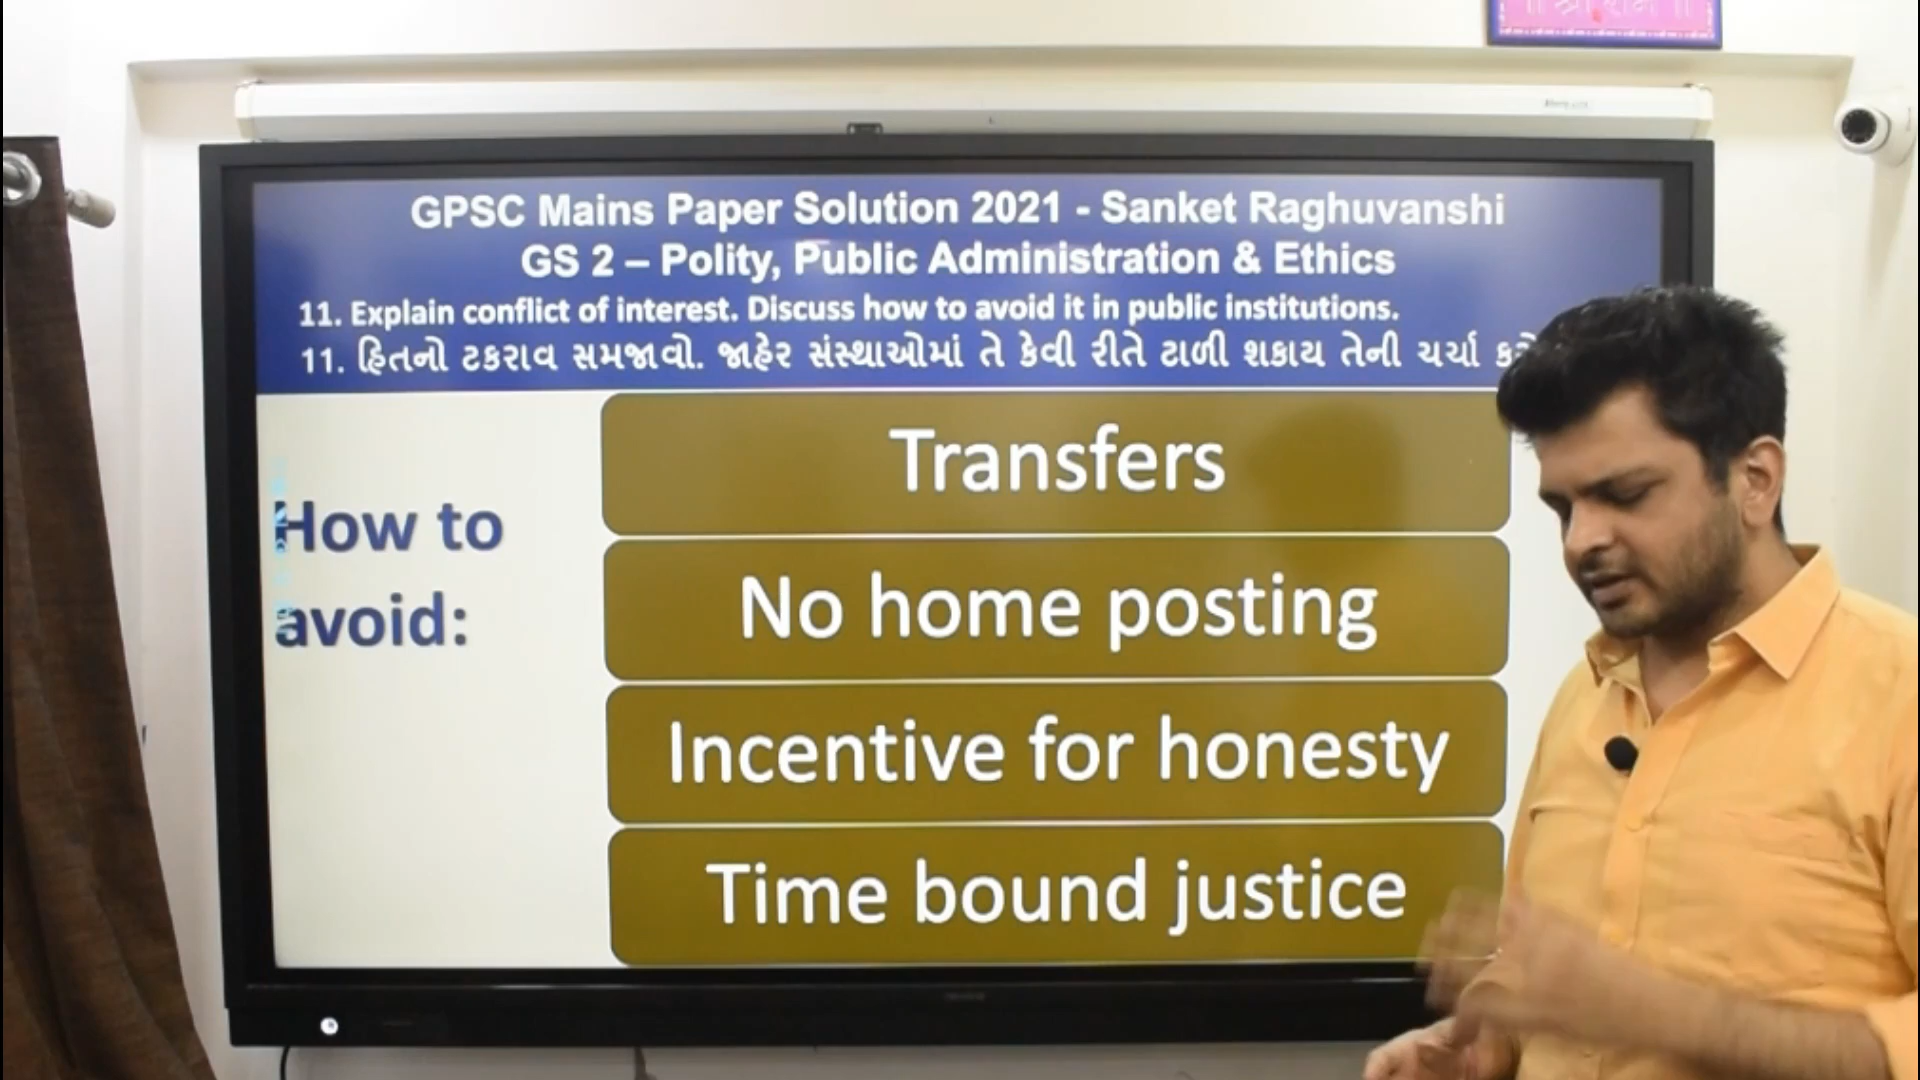 ॥ શ્રી રામ ॥
GPSC Mains Paper Solution 2021 - Sanket Raghuvanshi
GS 2 – Polity, Public Administration & Ethics
11. Explain conflict of interest. Discuss how to avoid it in public institutions.
11. હિતનો ટકરાવ સમજાવો. જાહેર સંસ્થાઓમાં તે કેવી રીતે ટાળી શકાય તેની ચર્ચા
How to
avoid:
Transfers
No home posting
Incentive for honesty
Time bound justice